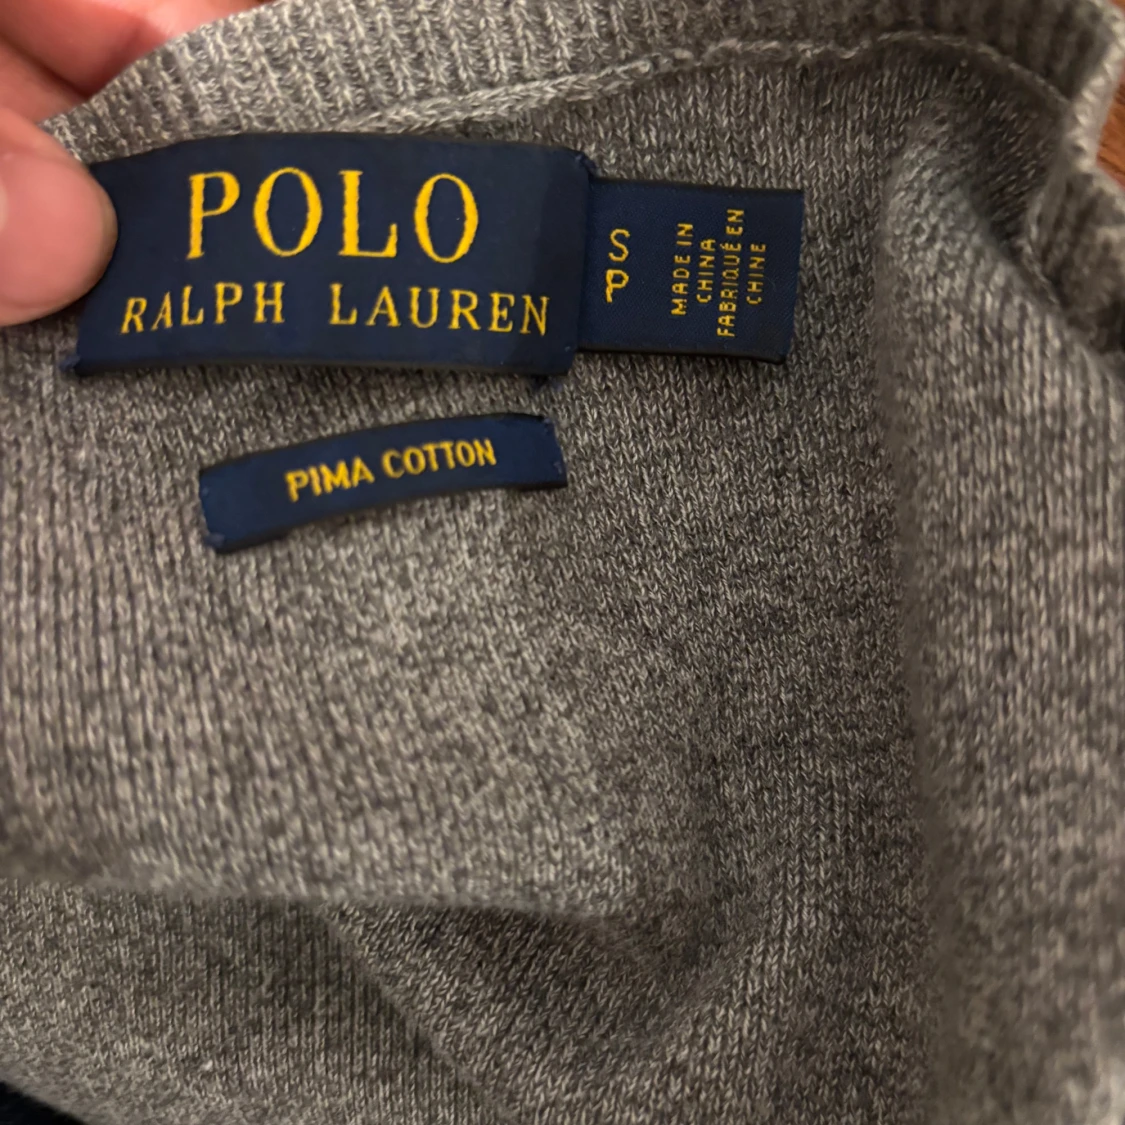 POLO
RALPH LAUREN
S
P
MADE IN
CHINA
FABRIQUÉ EN
CHINE
PIMA COTTON